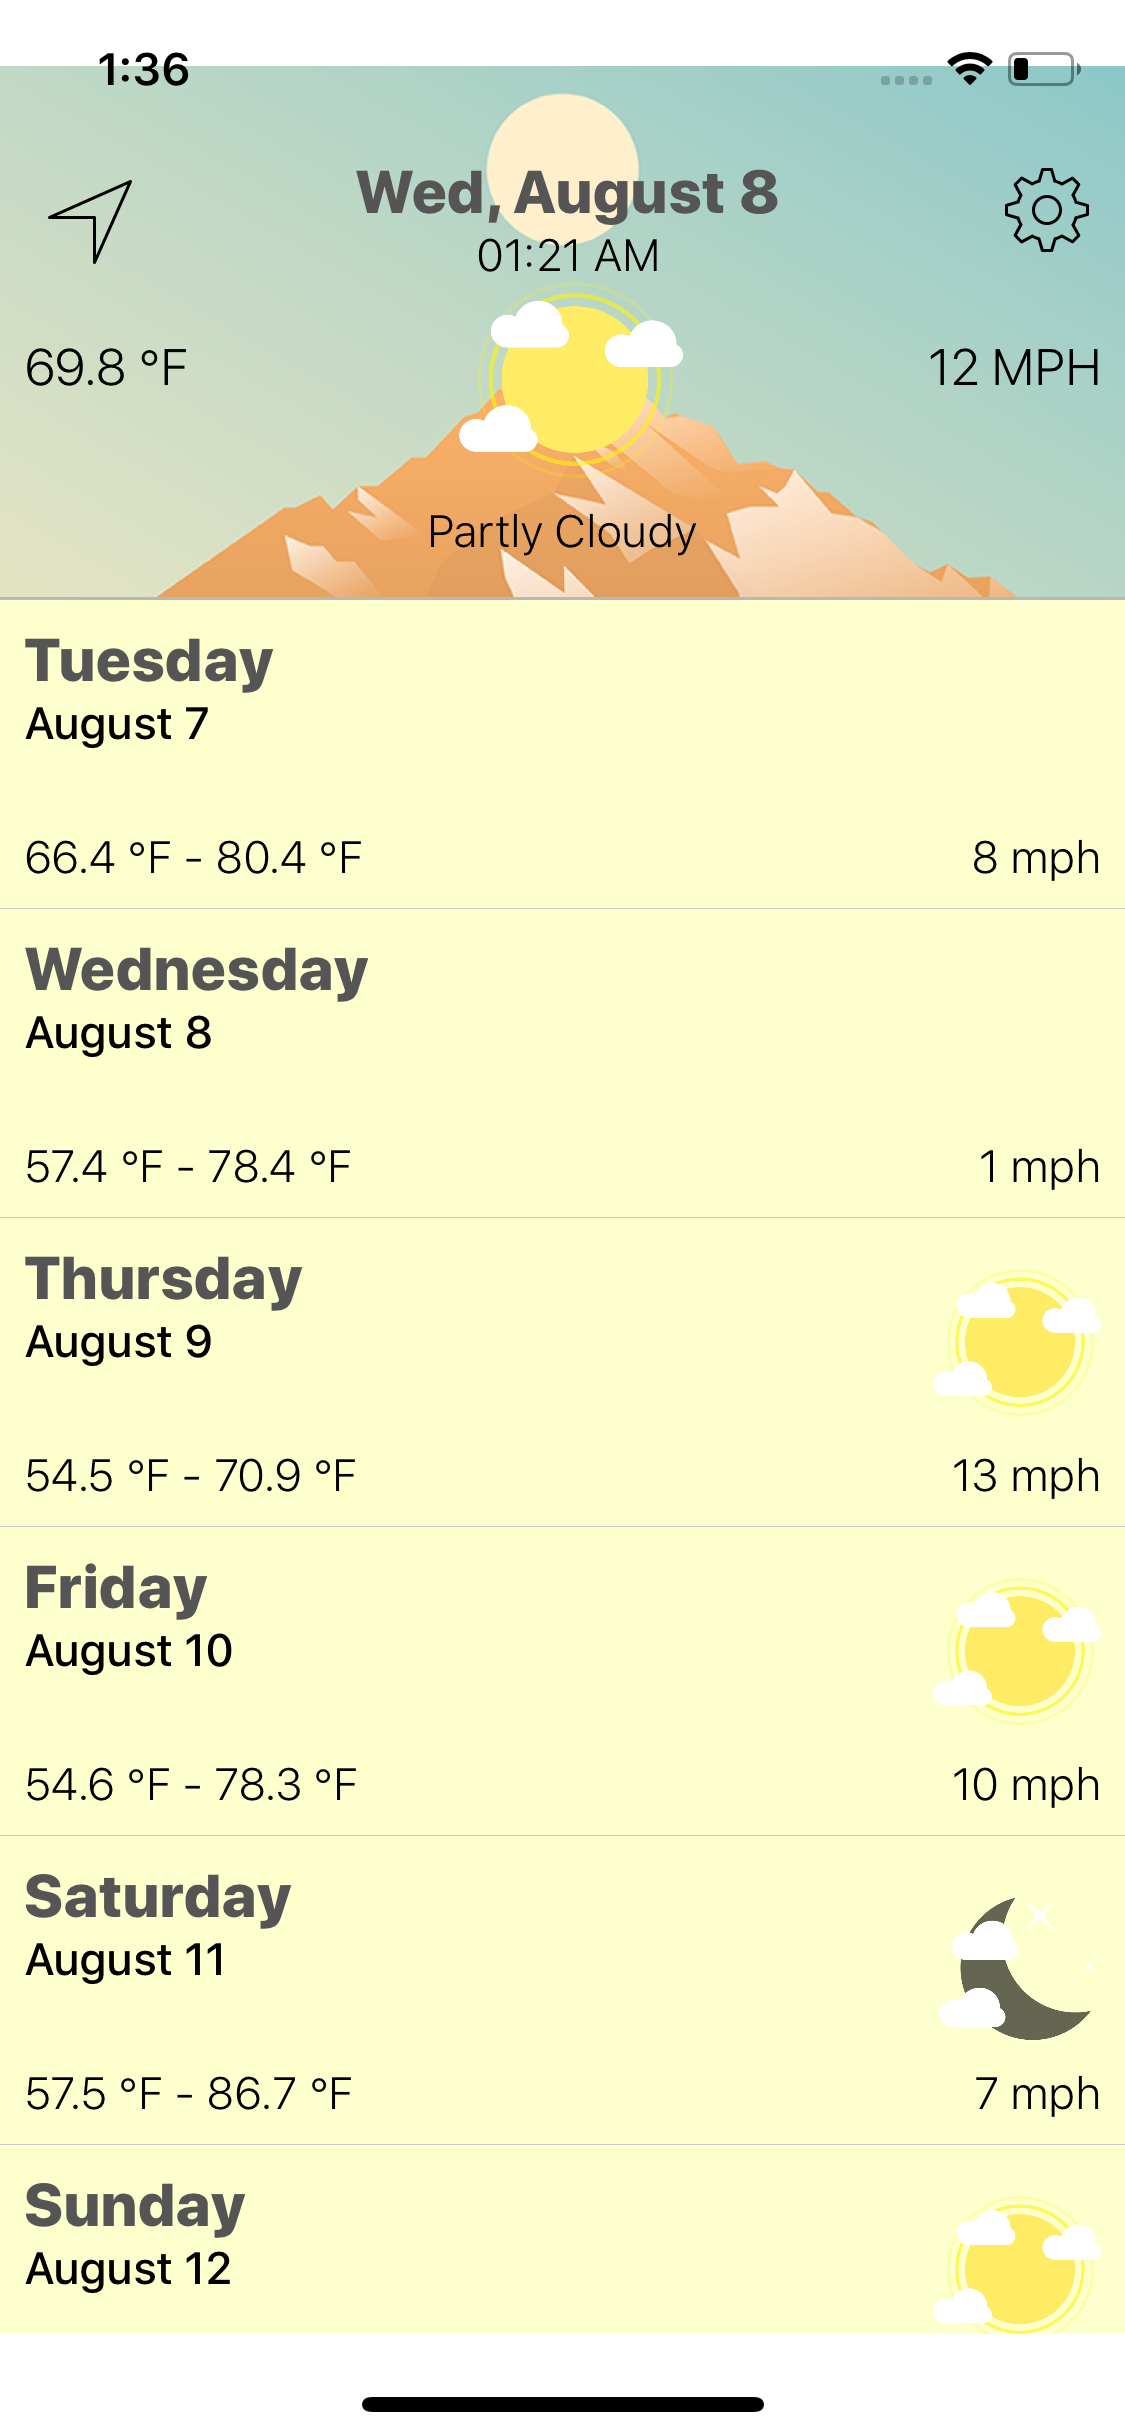 1:36
Wed, August 8
01:21 AM
69.8 °F
12 MPH
Partly Cloudy
Tuesday
August 7
66.4 °F - 80.4 °F
8 mph
Wednesday
August 8
57.4 °F - 78.4 °F
1 mph
Thursday
August 9
54.5 °F - 70.9 °F
13 mph
Friday
August 10
54.6 °F - 78.3 °F
10 mph
Saturday
August 11
57.5 °F - 86.7 °F
7 mph
Sunday
August 12